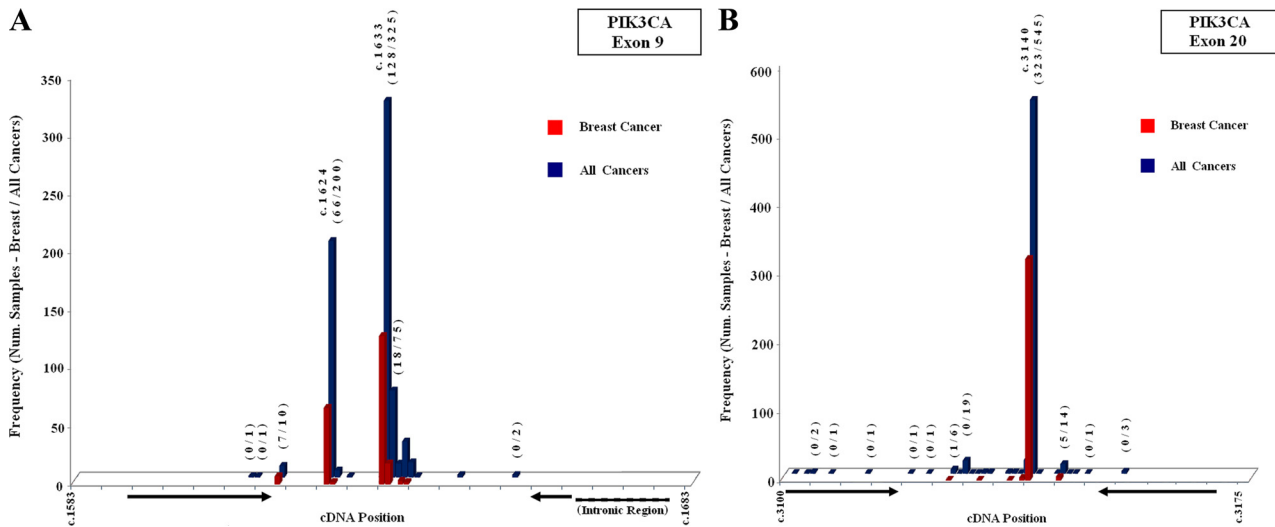 A
PIK3CA
Exon 9
Frequency (Num. Samples - Breast / All Cancers)
350
300
250
200
150
100
50
0
c.1624
(66/200)
c.1633
(128/325)
(18/75)
(0/1)
(0/1)
(7/10)
(0/2)
Breast Cancer
All Cancers
c.1583
c.1683
(Intronic Region)
cDNA Position
B
PIK3CA
Exon 20
Frequency (Num. Samples - Breast / All Cancers)
600
500
400
300
200
100
0
c.3140
(323/545)
(0/2)
(0/1)
(0/1)
(0/1)
(0/1)
(1/6)
(0/19)
(5/14)
(0/1)
(0/3)
Breast Cancer
All Cancers
c.3100
c.3175
cDNA Position